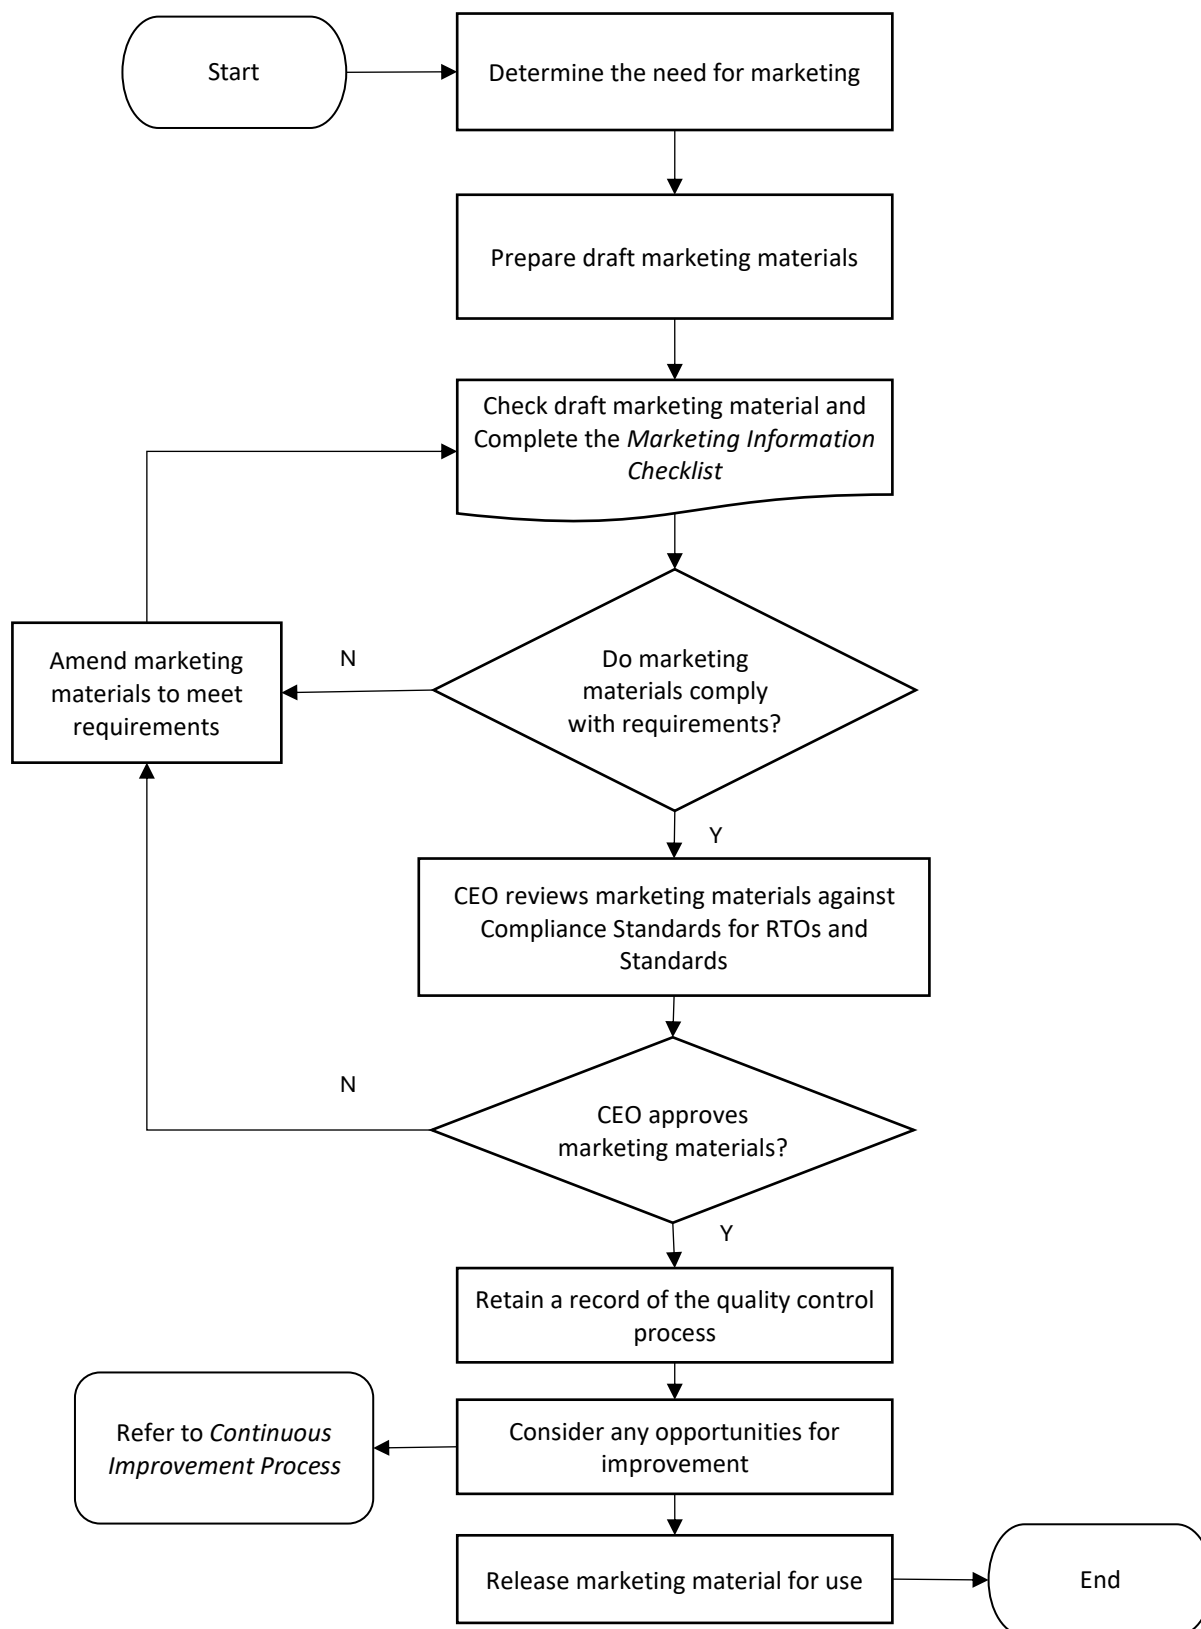 Start
Determine the need for marketing
Prepare draft marketing materials
Check draft marketing material and
Complete the Marketing Information
Checklist
Amend marketing
materials to meet
requirements
N
Do marketing
materials comply
with requirements?
Y
CEO reviews marketing materials against
Compliance Standards for RTOs and
Standards
N
CEO approves
marketing materials?
Y
Retain a record of the quality control
process
Refer to Continuous
Improvement Process
Consider any opportunities for
improvement
Release marketing material for use
End